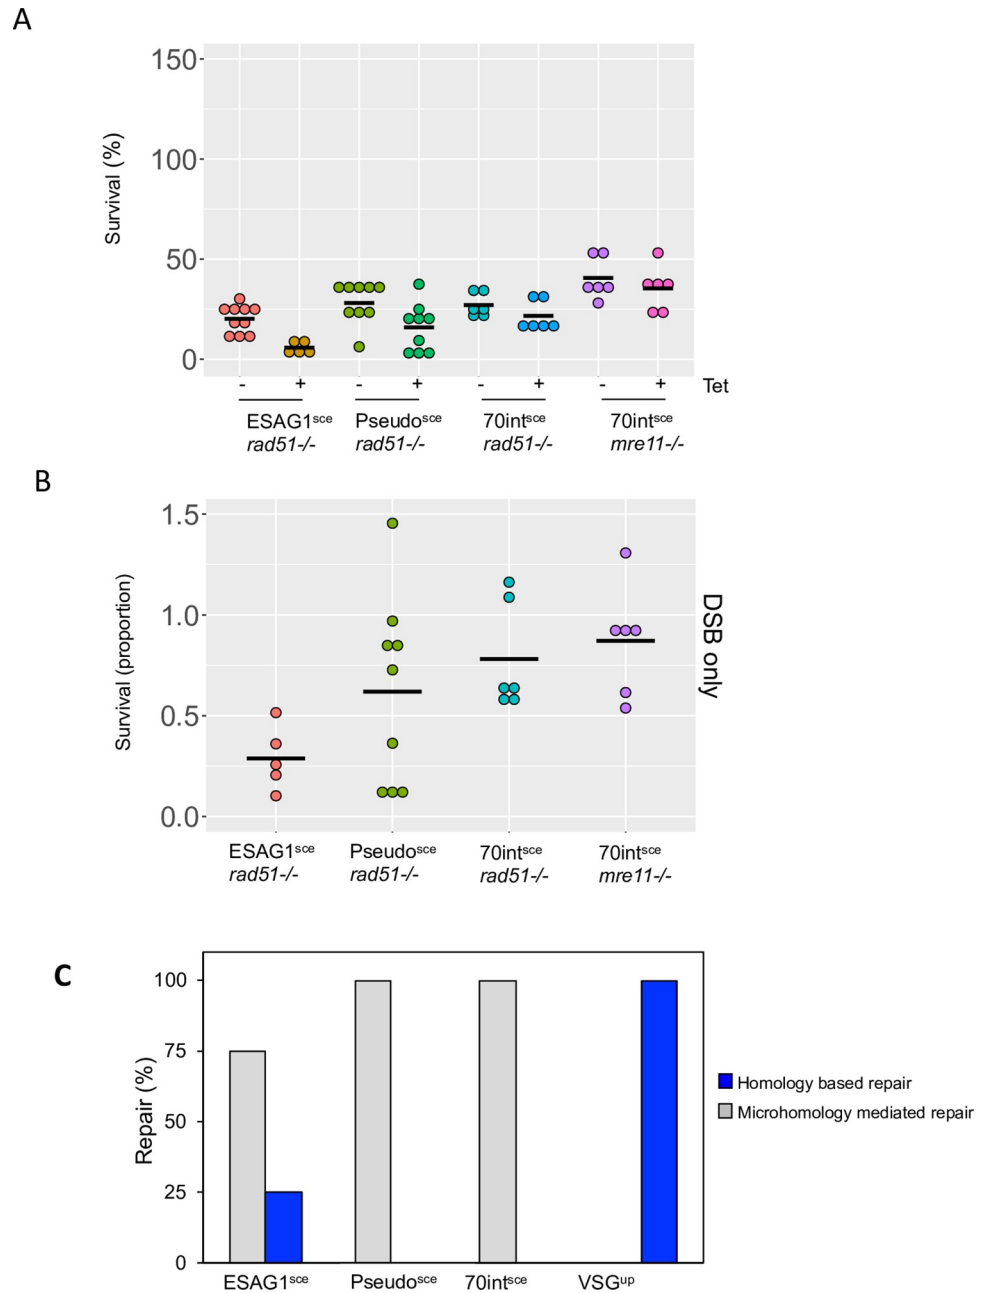 A
150
100
50
0
Survival (%)
- + - + - + - + Tet
ESAG1sce Pseudosce 70intsce 70intsce
rad51-/- rad51-/- rad51-/- mre11-/-
B
1.5
1.0
0.5
0.0
Survival (proportion)
DSB only
ESAG1sce Pseudosce 70intsce 70intsce
rad51-/- rad51-/- rad51-/- mre11-/-
C
100
75
50
25
0
Repair (%)
Homology based repair
Microhomology mediated repair
ESAG1sce Pseudosce 70intsce VSGup